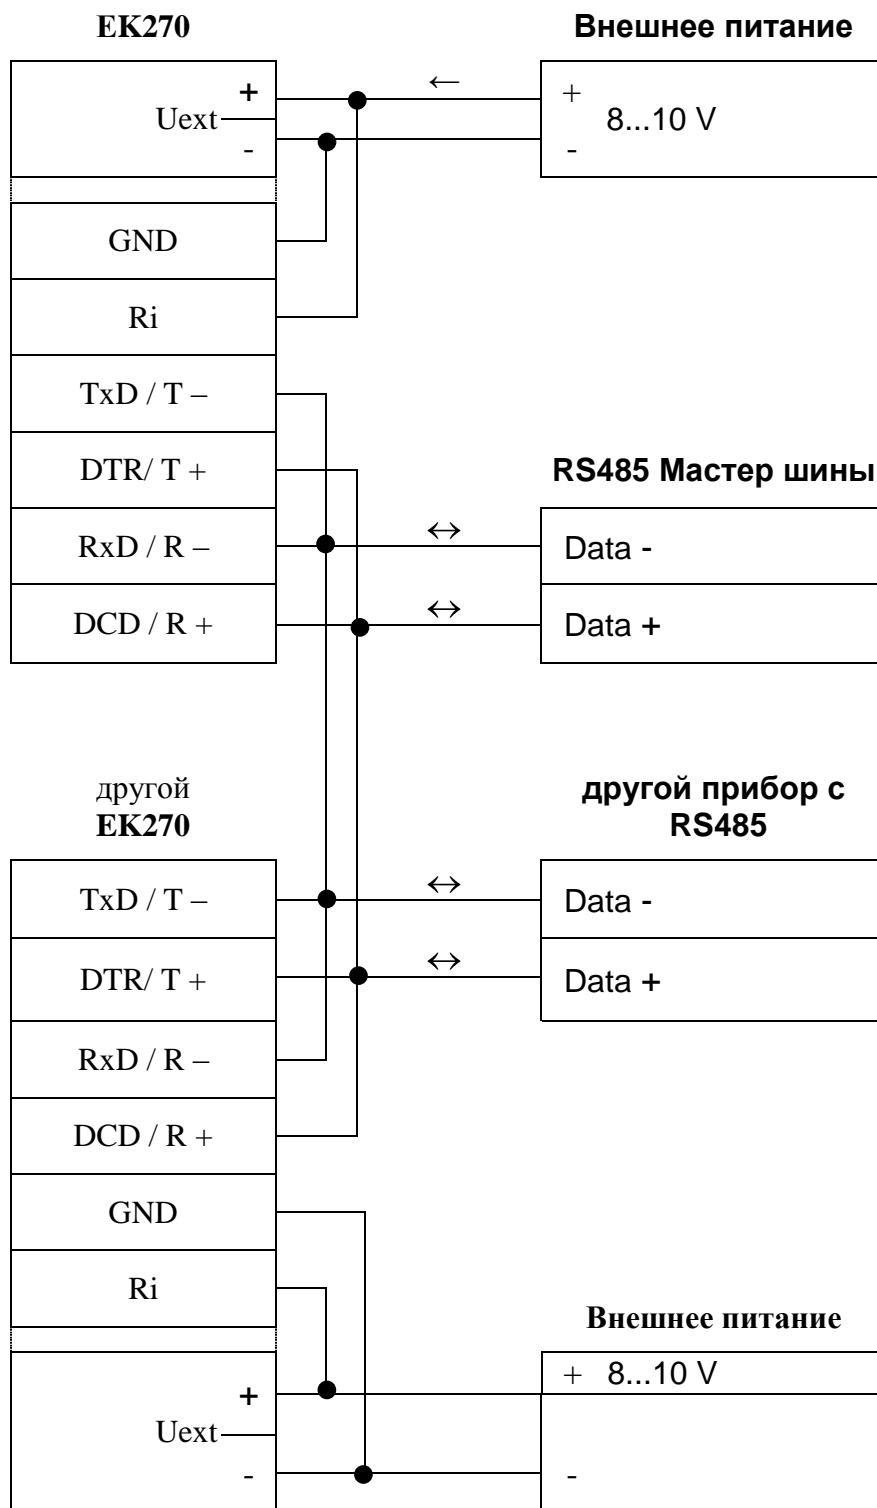 EK270
Внешнее питание
+
Uext
-
+
8...10 V
-
GND
Ri
TxD / T –
DTR/ T +
RxD / R –
DCD / R +
←
RS485 Мастер шины
↔
Data -
↔
Data +
другой
EK270
другой прибор с
RS485
TxD / T –
DTR/ T +
RxD / R –
DCD / R +
GND
Ri
↔
Data -
↔
Data +
Внешнее питание
+
Uext
-
+ 8...10 V
-